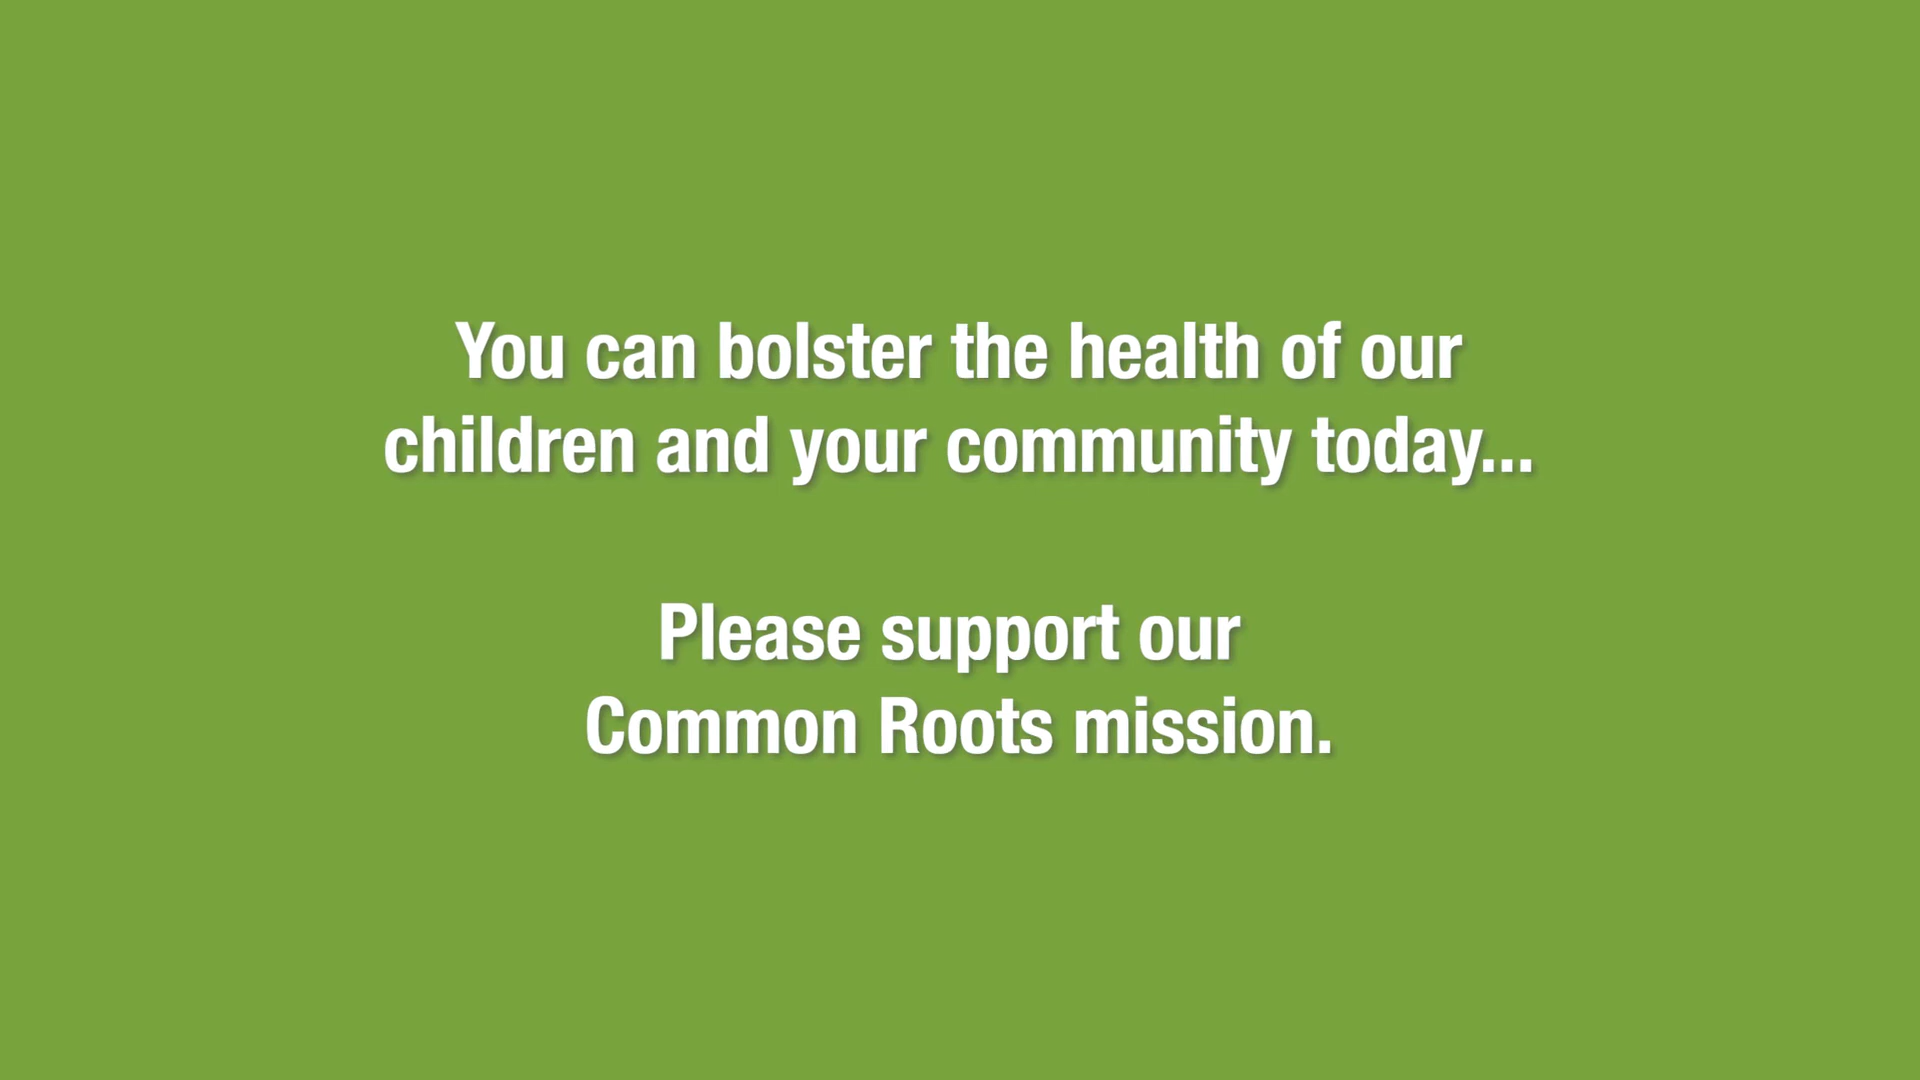 You can bolster the health of our
children and your community today...
Please support our
Common Roots mission.